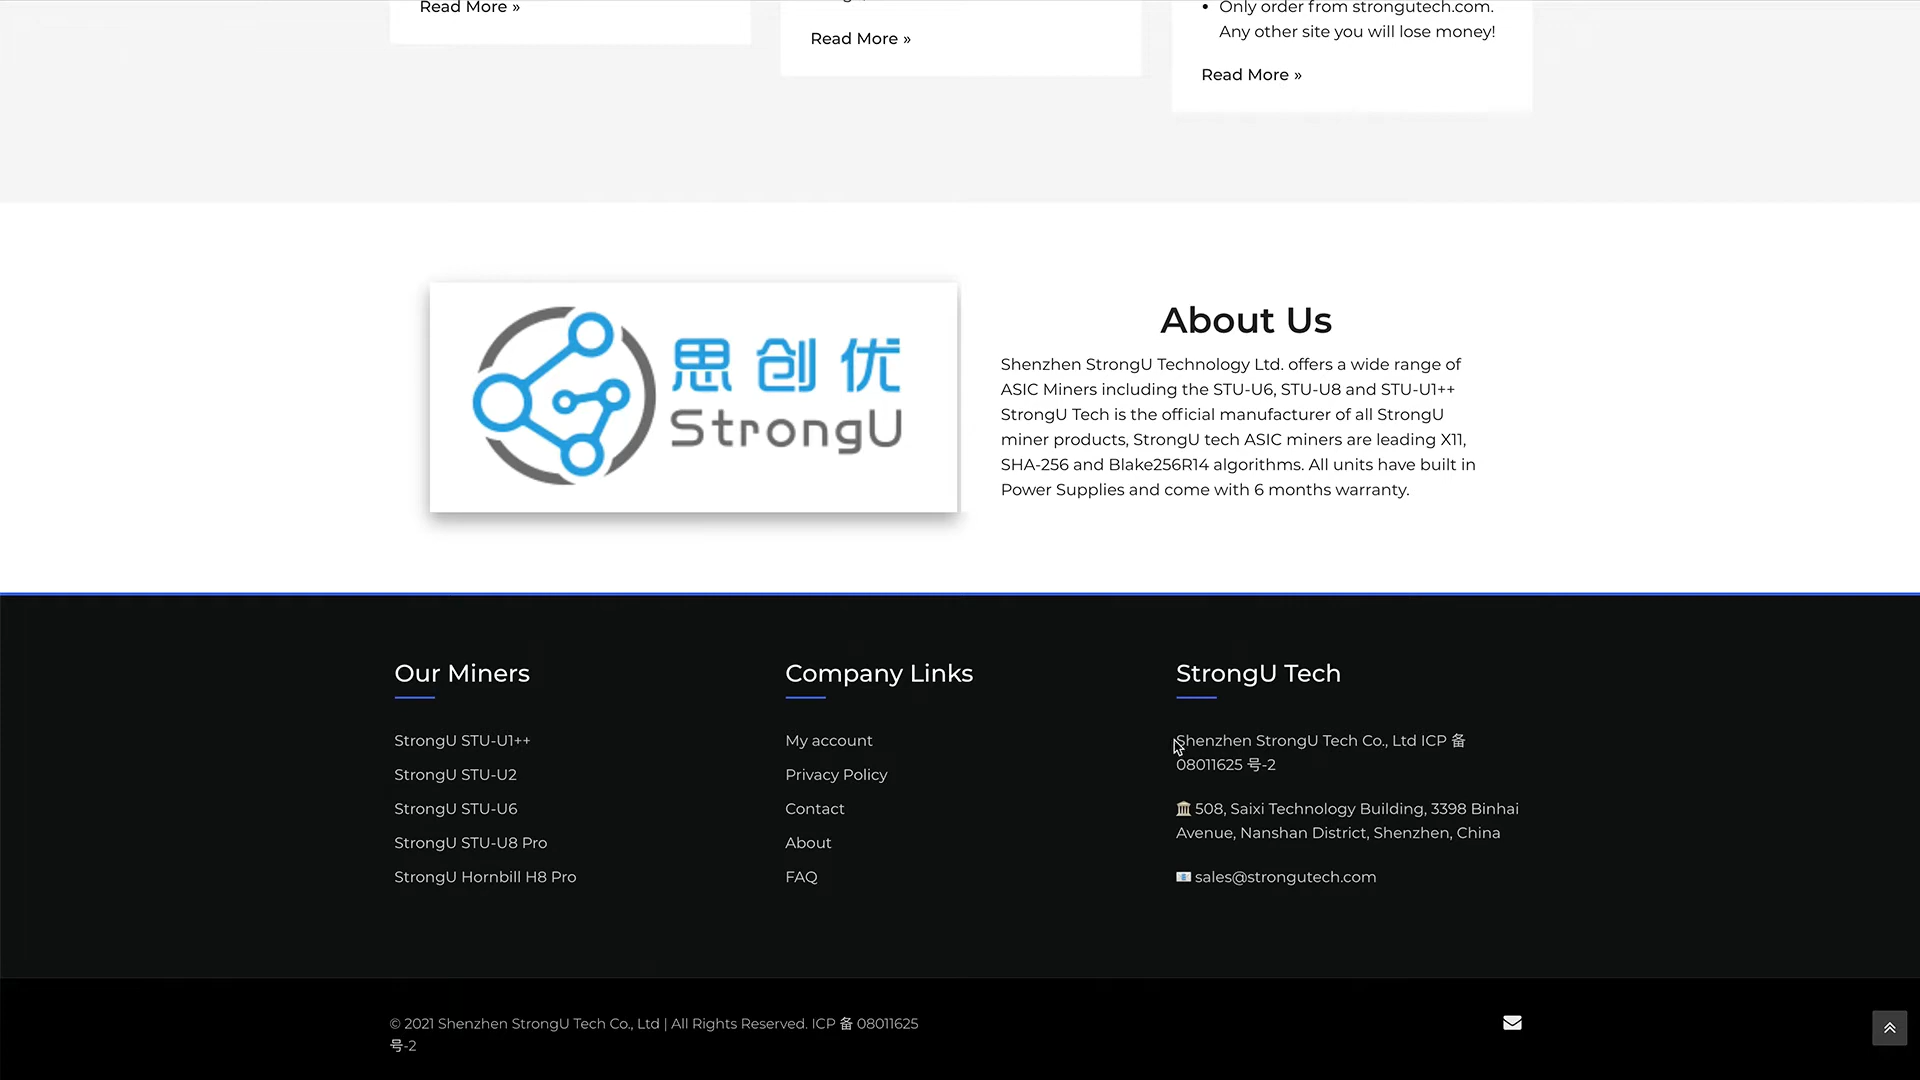 Read More »
Read More »
• Only order from strongutech.com.
Any other site you will lose money!
Read More »
思创优
StrongU
About Us
Shenzhen StrongU Technology Ltd. offers a wide range of
ASIC Miners including the STU-U6, STU-U8 and STU-U1++
StrongU Tech is the official manufacturer of all StrongU
miner products, StrongU tech ASIC miners are leading X11,
SHA-256 and Blake256R14 algorithms. All units have built in
Power Supplies and come with 6 months warranty.
Our Miners
StrongU STU-U1++
StrongU STU-U2
StrongU STU-U6
StrongU STU-U8 Pro
StrongU Hornbill H8 Pro
Company Links
My account
Privacy Policy
Contact
About
FAQ
StrongU Tech
Shenzhen StrongU Tech Co., Ltd ICP 备
08011625 号-2
508, Saixi Technology Building, 3398 Binhai
Avenue, Nanshan District, Shenzhen, China
sales@strongutech.com
© 2021 Shenzhen StrongU Tech Co., Ltd | All Rights Reserved. ICP 备 08011625
号-2